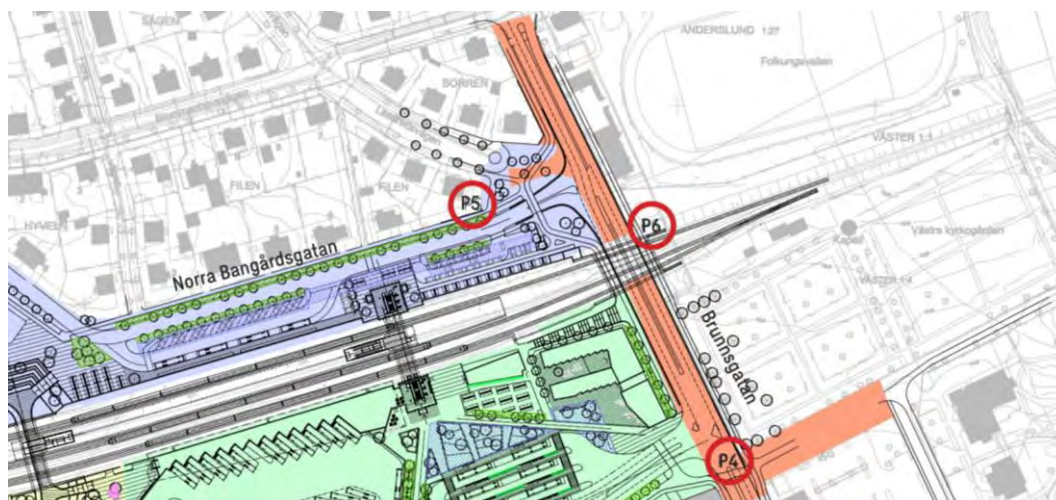 SÅGEN
ANDERSLUND 1:27
Folkungavallen
BORREN
VÄSTER 1:1
FILEN
FILEN
P5
HYVELN
P6
Västra kyrkogården
Kapell
Norra Bangårdsgatan
VÄSTER 1:4
Brunnsgatan
P4